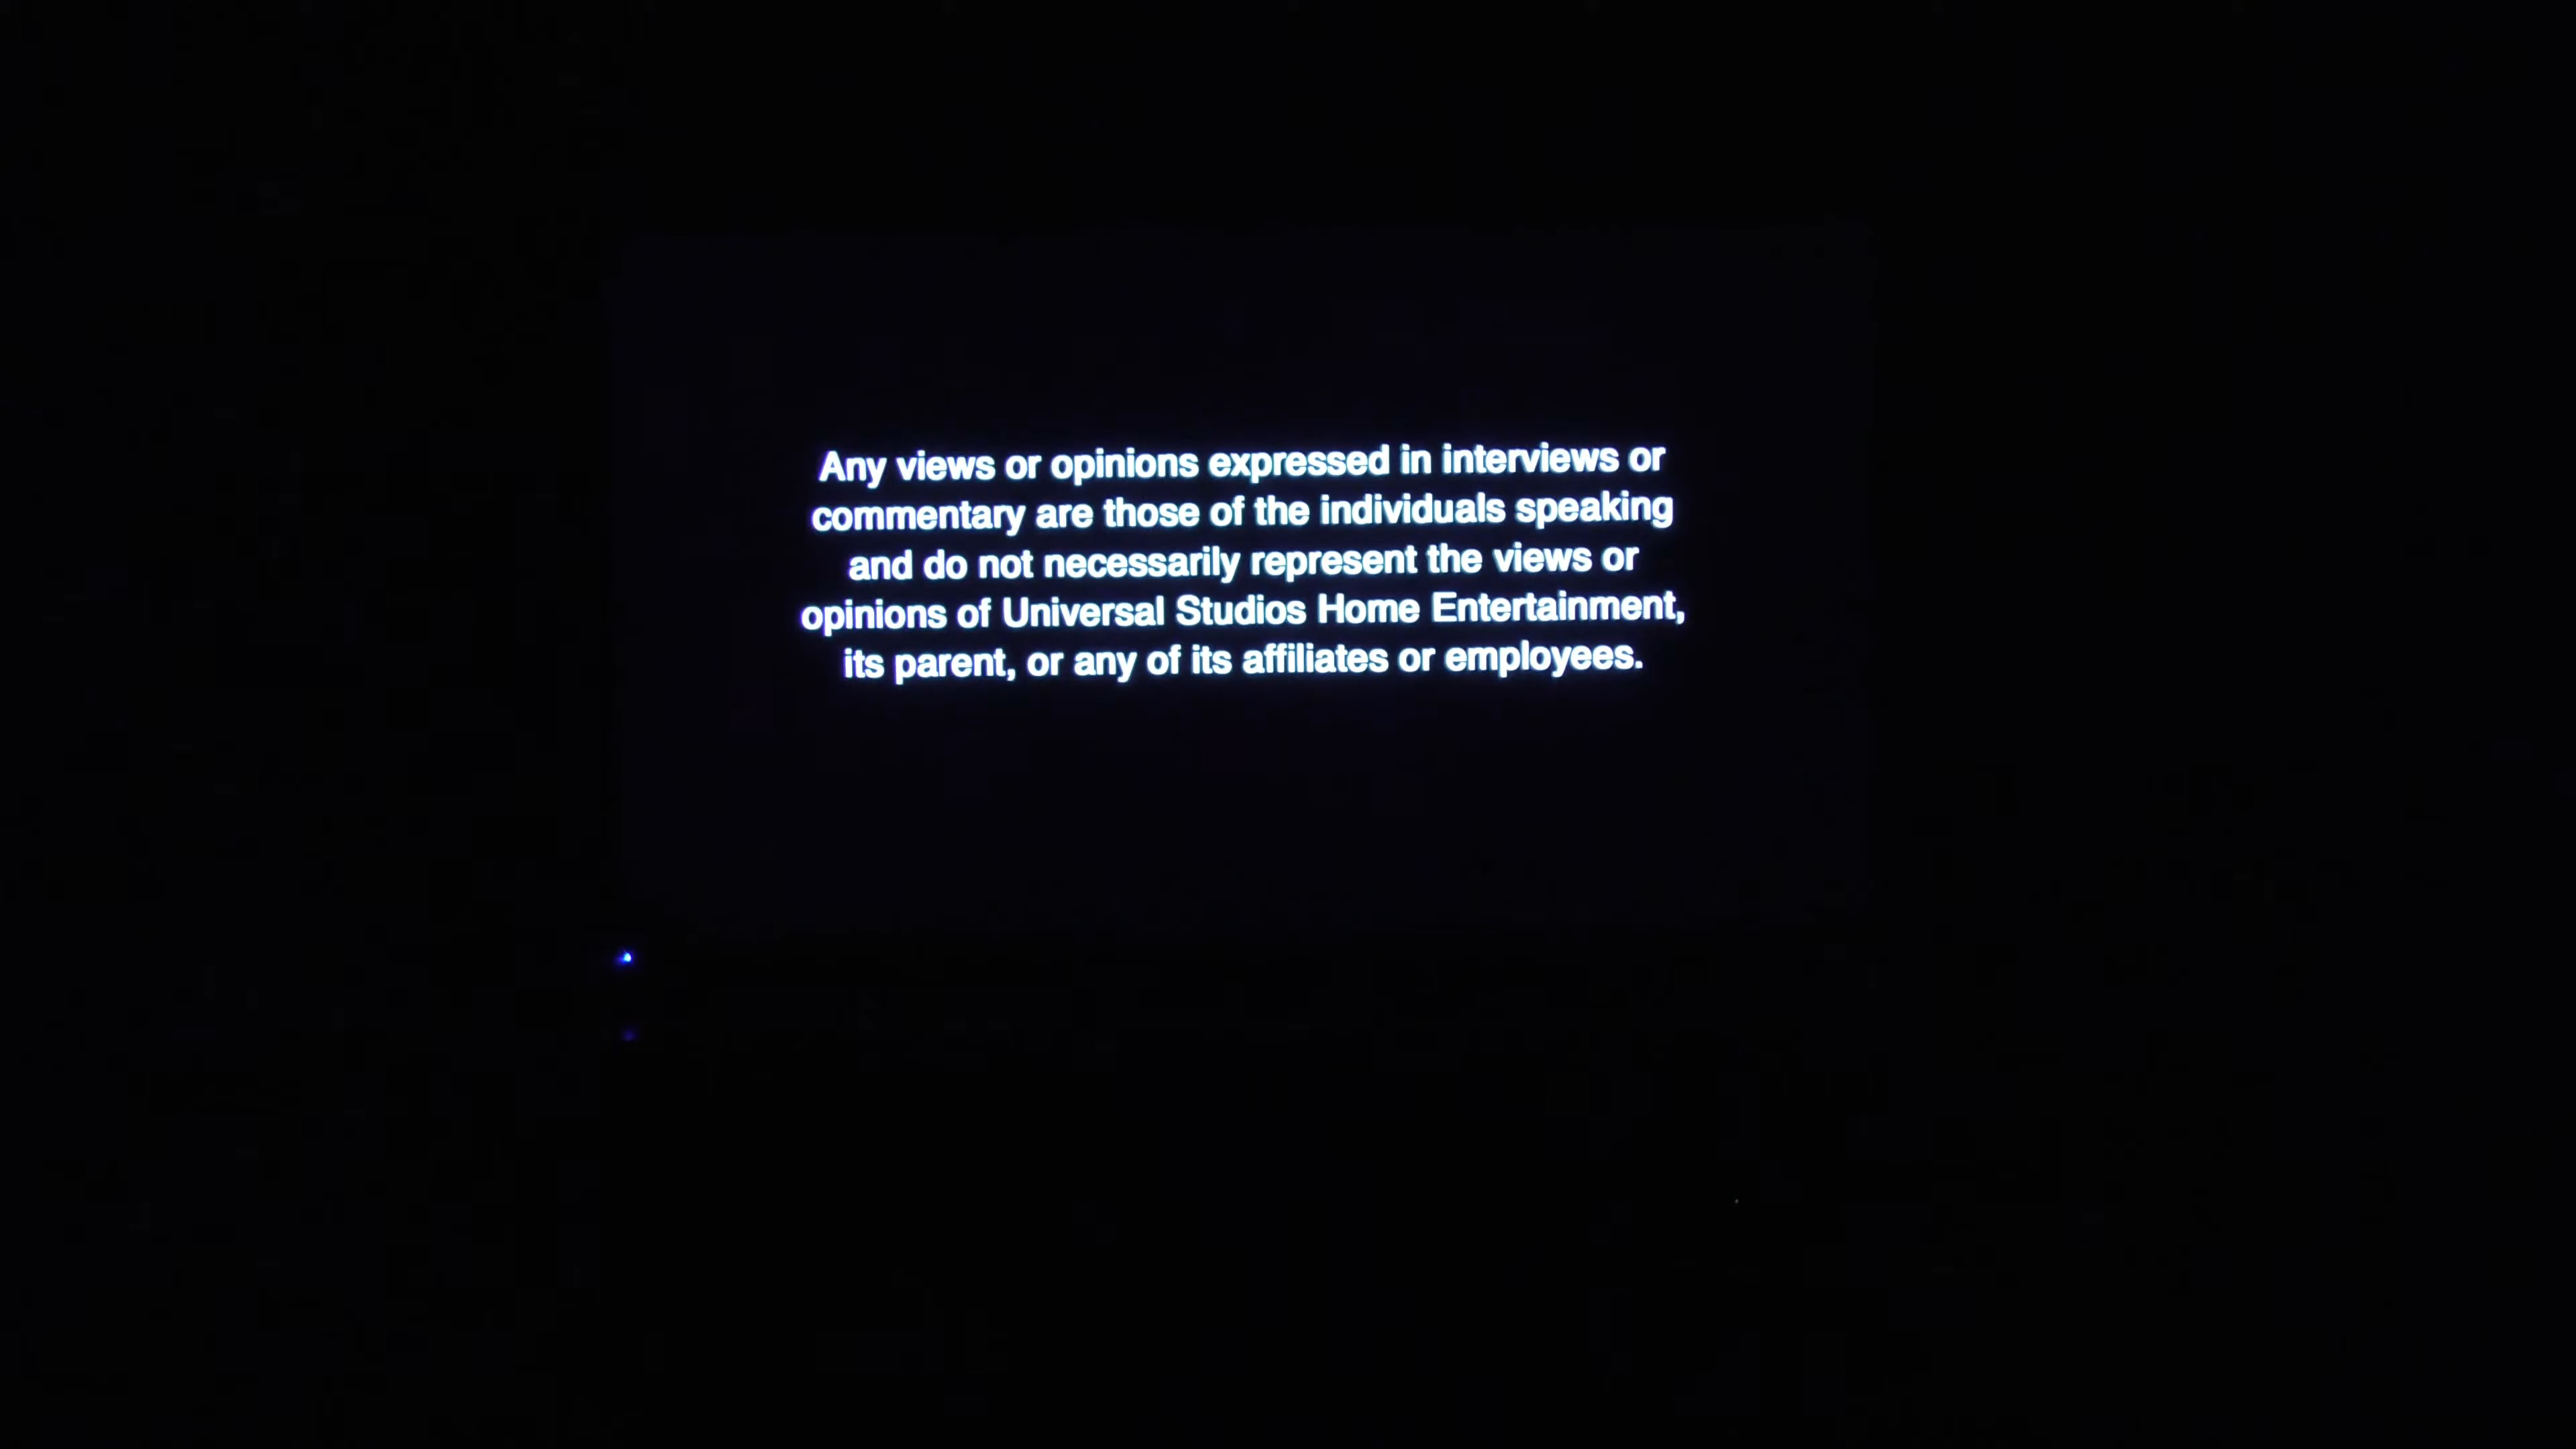 Any views or opinions expressed in interviews or
commentary are those of the individuals speaking
and do not necessarily represent the views or
opinions of Universal Studios Home Entertainment,
its parent, or any of its affiliates or employees.